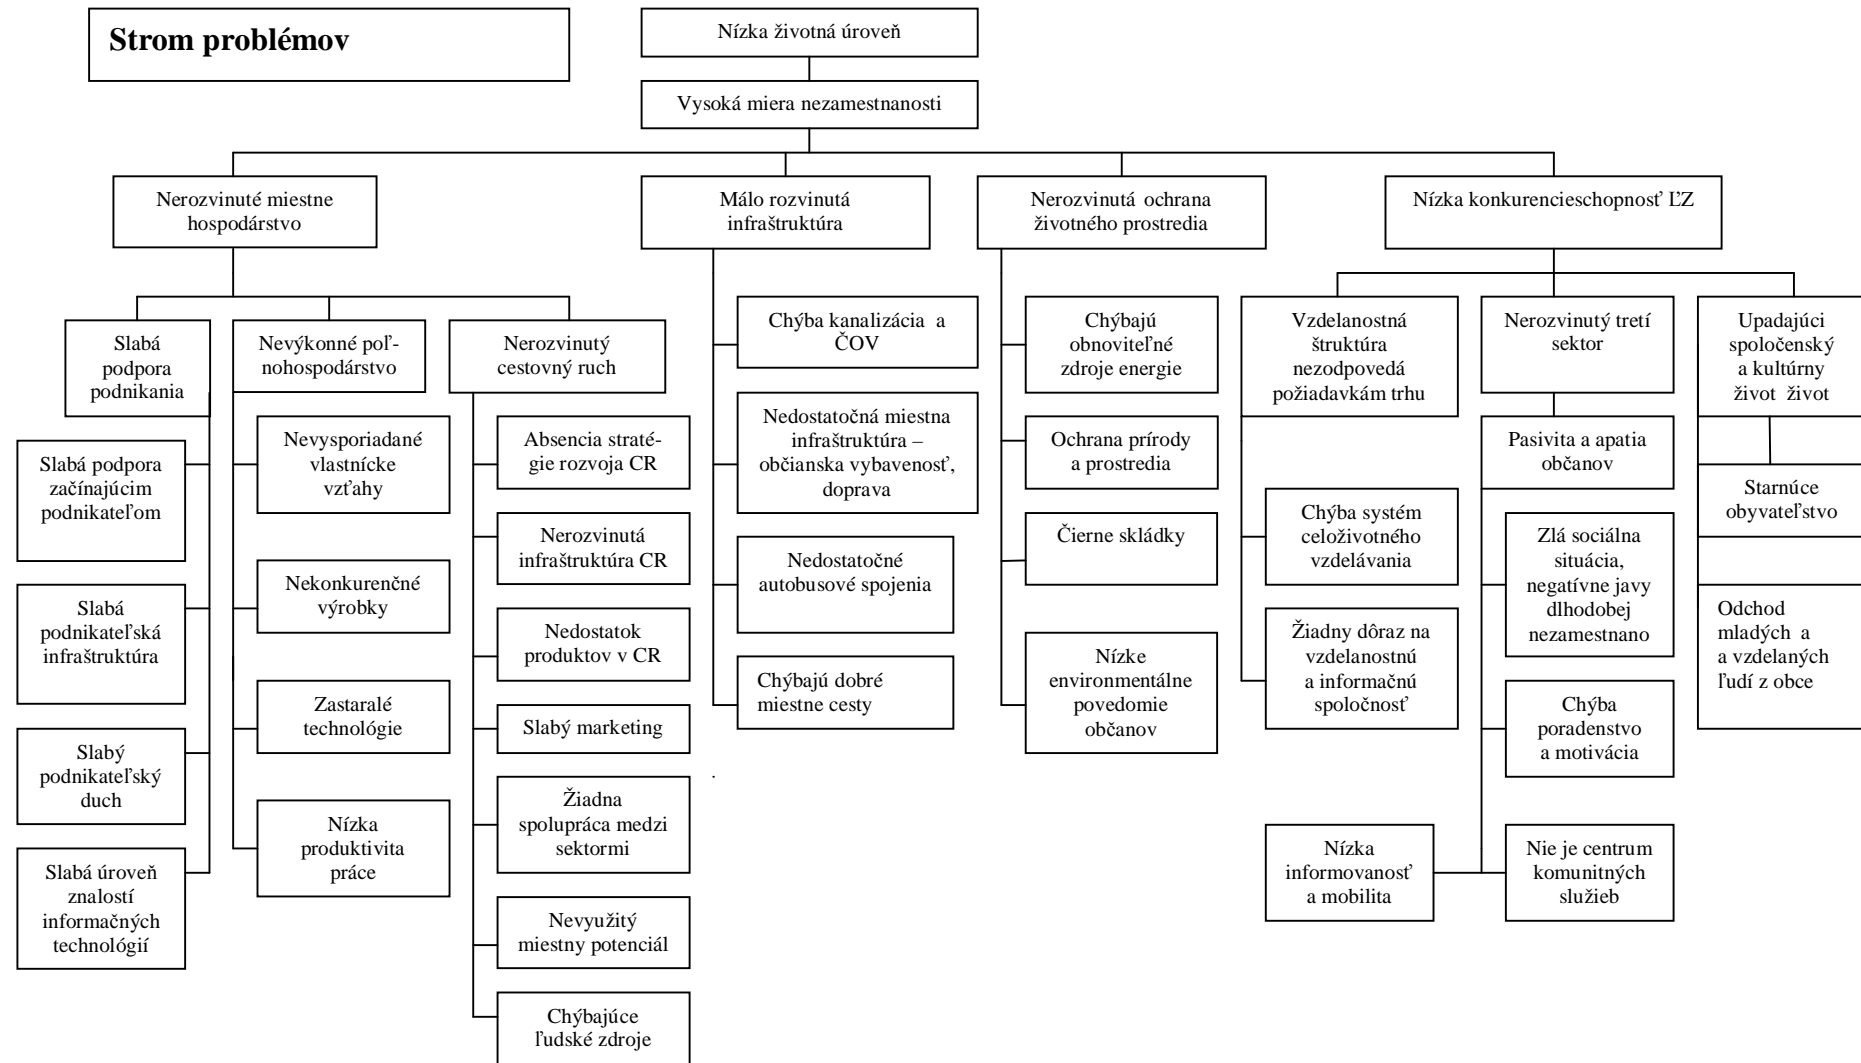 Strom problémov
Nízka životná úroveň
Vysoká miera nezamestnanosti
Nerozvinuté miestne
hospodárstvo
Málo rozvinutá
infraštruktúra
Nerozvinutá ochrana
životného prostredia
Nízka konkurencieschopnosť ĽZ
Slabá
podpora
podnikania
Slabá podpora
začínajúcim
podnikateľom
Slabá
podnikateľská
infraštruktúra
Slabý
podnikateľský
duch
Slabá úroveň
znalostí
informačných
technológií
Nevýkonné poľ-
nohospodárstvo
Nevysporiadané
vlastnícke
vzťahy
Nekonkurenčné
výrobky
Zastaralé
technológie
Nízka
produktivita
práce
Nerozvinutý
cestovný ruch
Absencia straté-
gie rozvoja CR
Nerozvinutá
infraštruktúra CR
Nedostatok
produktov v CR
Slabý marketing
Žiadna
spolupráca medzi
sektormi
Nevyužitý
miestny potenciál
Chýbajúce
ľudské zdroje
Chýba kanalizácia a
ČOV
Nedostatočná miestna
infraštruktúra –
občianska vybavenosť,
doprava
Nedostatočné
autobusové spojenia
Chýbajú dobré
miestne cesty
Chýbajú
obnoviteľné
zdroje energie
Ochrana prírody
a prostredia
Čierne skládky
Nízke
environmentálne
povedomie
občanov
Vzdelanostná
štruktúra
nezodpovedá
požiadavkám trhu
Chýba systém
celoživotného
vzdelávania
Žiadny dôraz na
vzdelanostnú
a informačnú
spoločnosť
Nerozvinutý tretí
sektor
Pasivita a apatia
občanov
Zlá sociálna
situácia,
negatívne javy
dlhodobej
nezamestnano
Chýba
poradenstvo
a motivácia
Nízka
informovanosť
a mobilita
Nie je centrum
komunitných
služieb
Upadajúci
spoločenský
a kultúrny
život život
Starnúce
obyvateľstvo
Odchod
mladých a
a vzdelaných
ľudí z obce